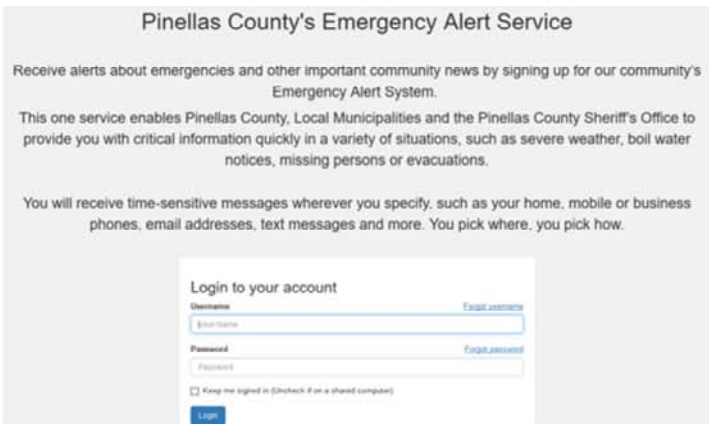 Pinellas County's Emergency Alert Service
Receive alerts about emergencies and other important community news by signing up for our community's
Emergency Alert System.
This one service enables Pinellas County, Local Municipalities and the Pinellas County Sheriff's Office to
provide you with critical information quickly in a variety of situations, such as severe weather, boil water
notices, missing persons or evacuations.
You will receive time-sensitive messages wherever you specify, such as your home, mobile or business
phones, email addresses, text messages and more. You pick where, you pick how.
Login to your account
Username Forgot username
User Name
Password Forgot password
Password
Keep me signed in (Uncheck if on a shared computer)
Login